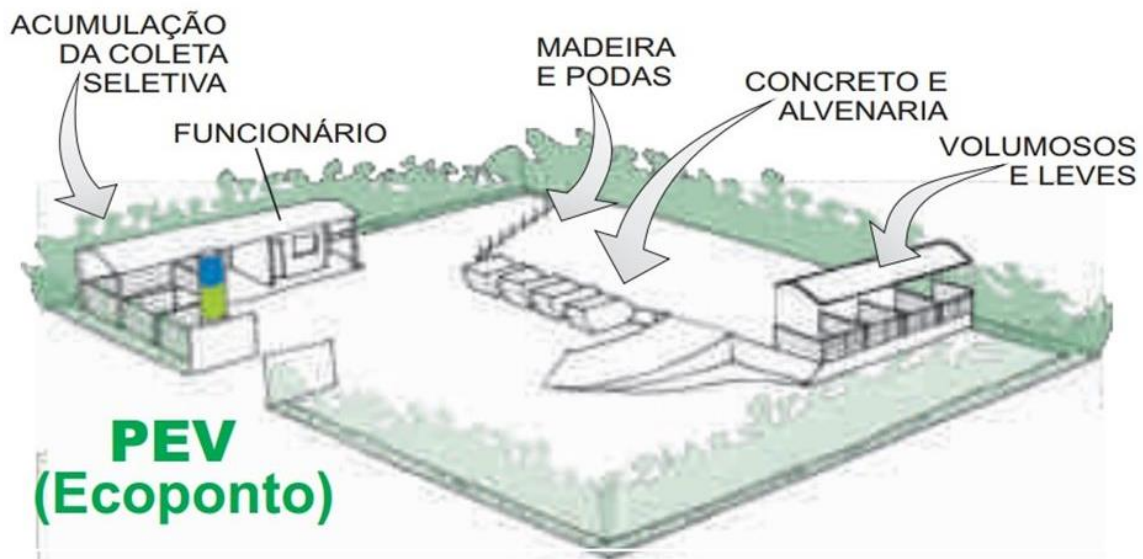 ACUMULAÇÃO
DA COLETA
SELETIVA
FUNCIONÁRIO
MADEIRA
E PODAS
CONCRETO E
ALVENARIA
VOLUMOSOS
E LEVES
PEV
(Ecoponto)